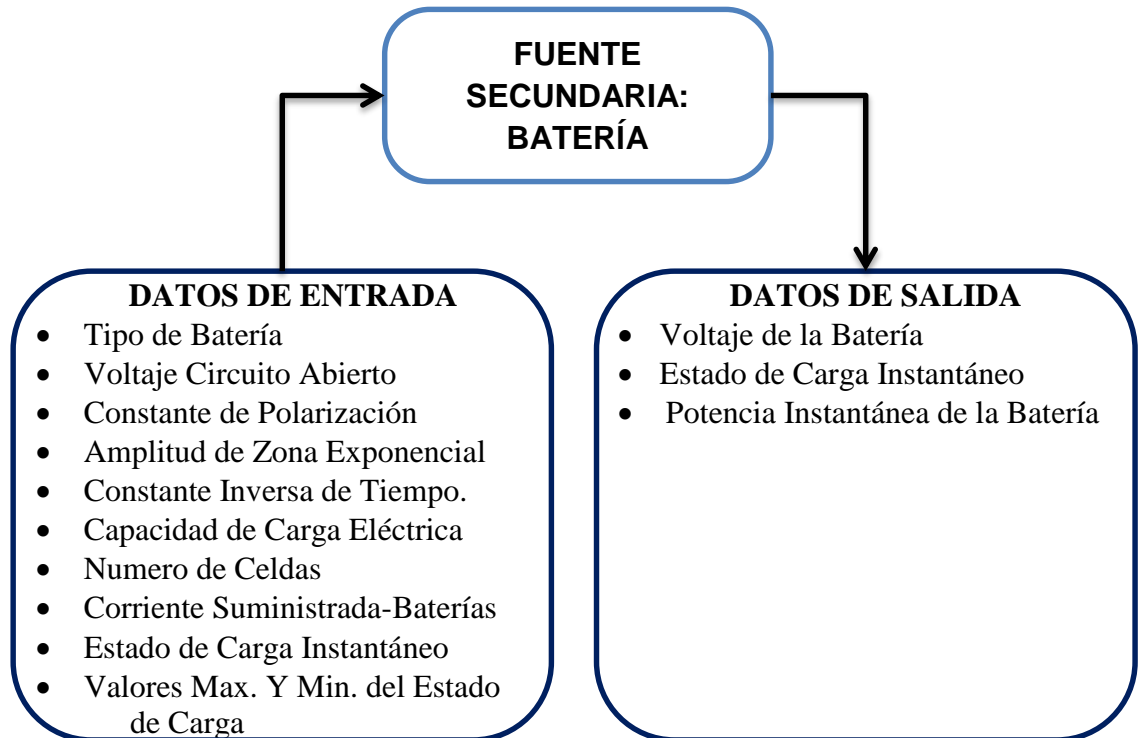 FUENTE
SECUNDARIA:
BATERÍA
DATOS DE ENTRADA
• Tipo de Batería
• Voltaje Circuito Abierto
• Constante de Polarización
• Amplitud de Zona Exponencial
• Constante Inversa de Tiempo.
• Capacidad de Carga Eléctrica
• Numero de Celdas
• Corriente Suministrada-Baterías
• Estado de Carga Instantáneo
• Valores Max. Y Min. del Estado
de Carga
DATOS DE SALIDA
• Voltaje de la Batería
• Estado de Carga Instantáneo
• Potencia Instantánea de la Batería